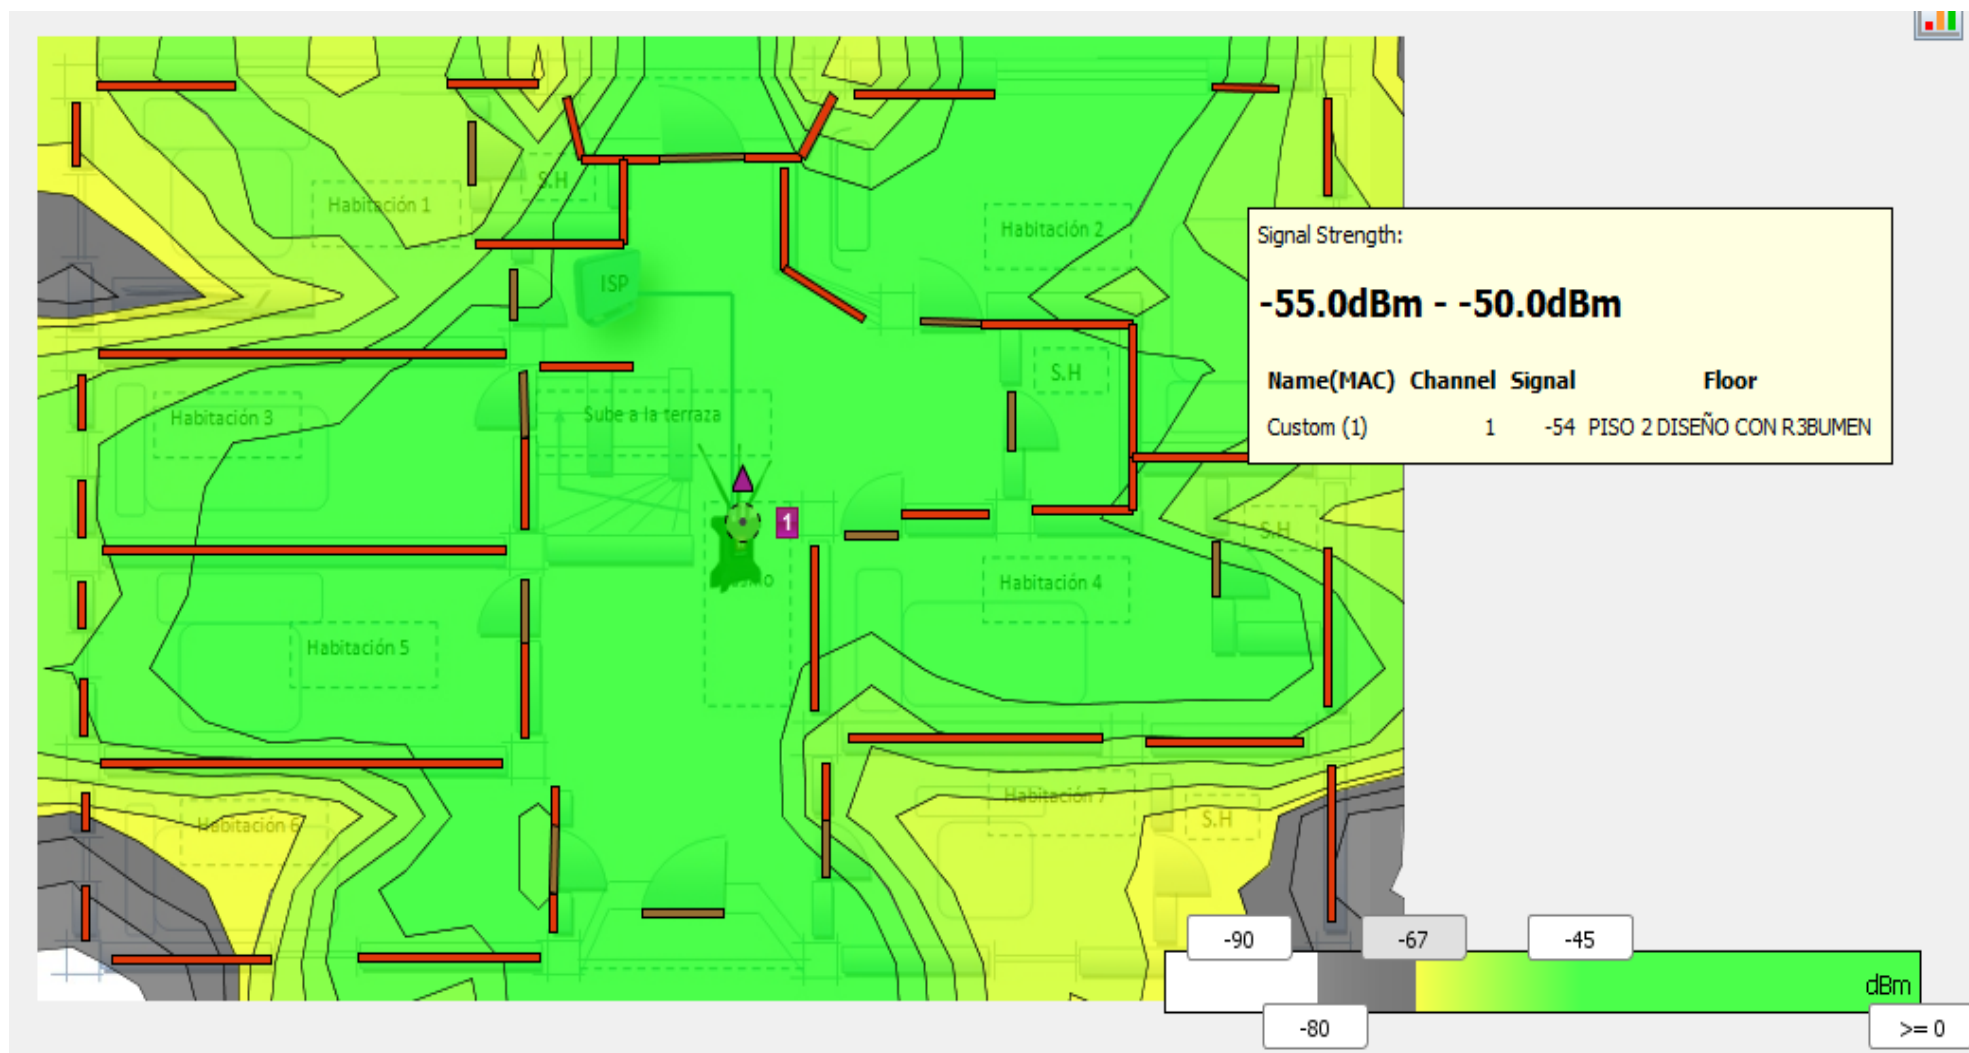 S.H
Habitación 1
Habitación 2
Signal Strength:
-55.0dBm - -50.0dBm
Name(MAC) Channel Signal Floor
Custom (1) 1 -54 PISO 2 DISEÑO CON R3BUMEN
ISP
S.H
Habitación 3
Sube a la terraza
1
S.H
Habitación 4
Habitación 5
Habitación 7
S.H
Habitación 6
-90 -67 -45
dBm
-80 >= 0